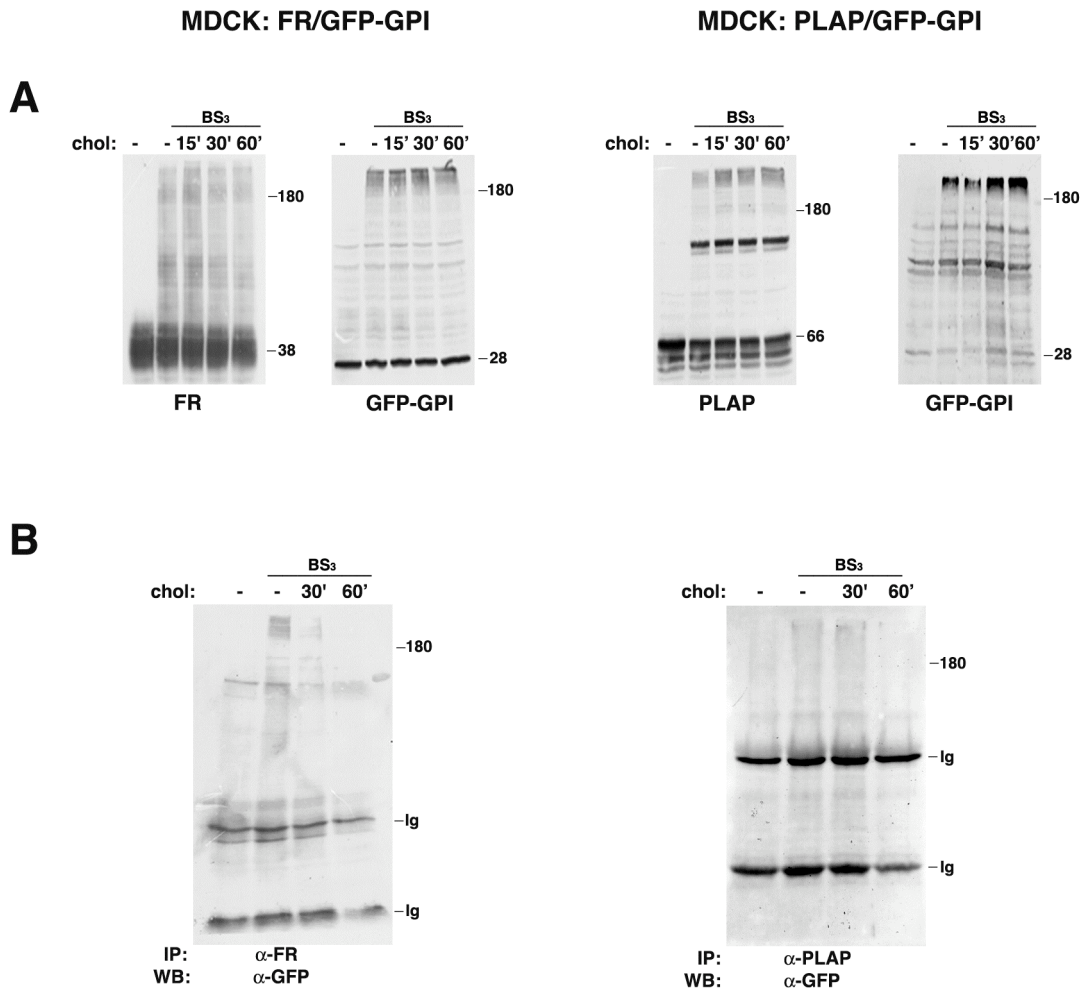 MDCK: FR/GFP-GPI
MDCK: PLAP/GFP-GPI
A
BS3
chol: - - 15' 30' 60'
–180
–38
FR
BS3
- - 15' 30' 60'
–180
–28
GFP-GPI
BS3
chol: - - 15' 30' 60'
–180
–66
PLAP
BS3
- - 15' 30' 60'
–180
–28
GFP-GPI
B
BS3
chol: - - 30' 60'
–180
–Ig
–Ig
IP: α-FR
WB: α-GFP
BS3
chol: - - 30' 60'
–180
–Ig
–Ig
IP: α-PLAP
WB: α-GFP